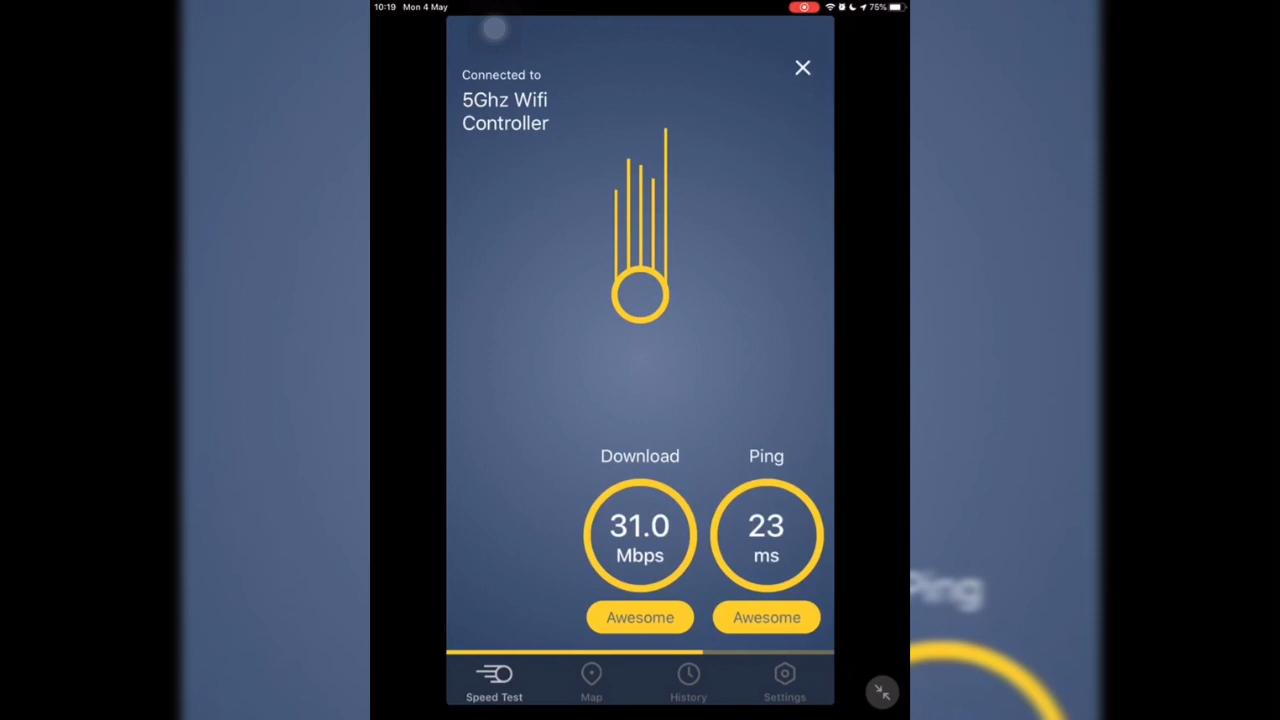 10:19 Mon 4 May
75%
Connected to
5Ghz Wifi
Controller
Download
Ping
31.0
Mbps
23
ms
Awesome
Awesome
Speed Test
Map
History
Settings
Ping